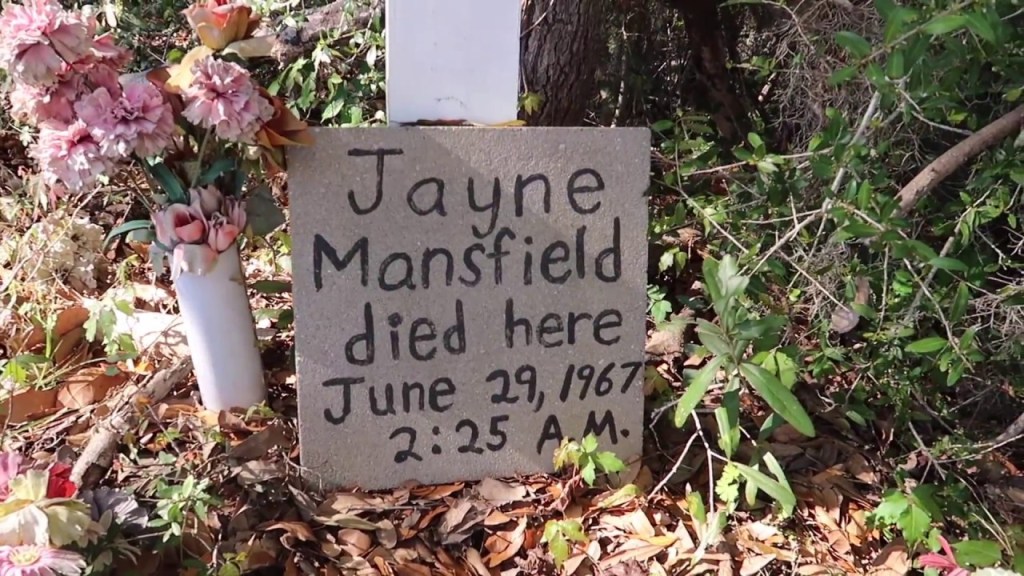 Jayne
Mansfield
died here
June 29, 1967
2:25 A.M.